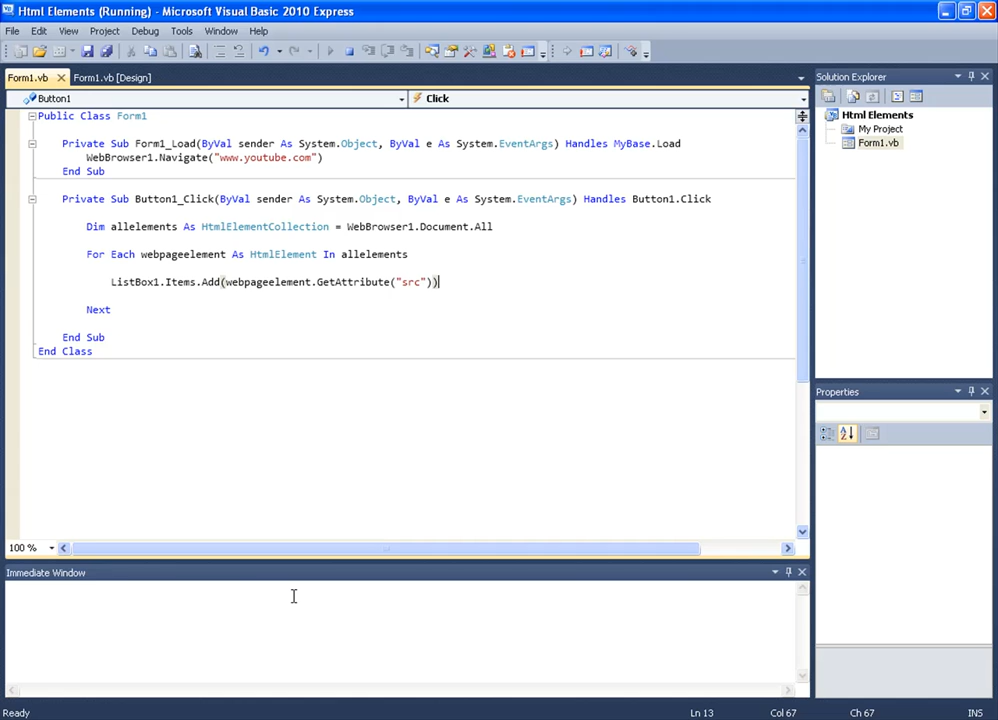 Html Elements (Running) - Microsoft Visual Basic 2010 Express
File Edit View Project Debug Tools Window Help
Form1.vb Form1.vb [Design]
Button1 Click
Public Class Form1
Private Sub Form1_Load(ByVal sender As System.Object, ByVal e As System.EventArgs) Handles MyBase.Load
WebBrowser1.Navigate("www.youtube.com")
End Sub
Private Sub Button1_Click(ByVal sender As System.Object, ByVal e As System.EventArgs) Handles Button1.Click
Dim allelements As HtmlElementCollection = WebBrowser1.Document.All
For Each webpageelement As HtmlElement In allelements
ListBox1.Items.Add(webpageelement.GetAttribute("src"))
Next
End Sub
End Class
100 %
Immediate Window
Solution Explorer
Html Elements
My Project
Form1.vb
Properties
Ready Ln 13 Col 67 Ch 67 INS